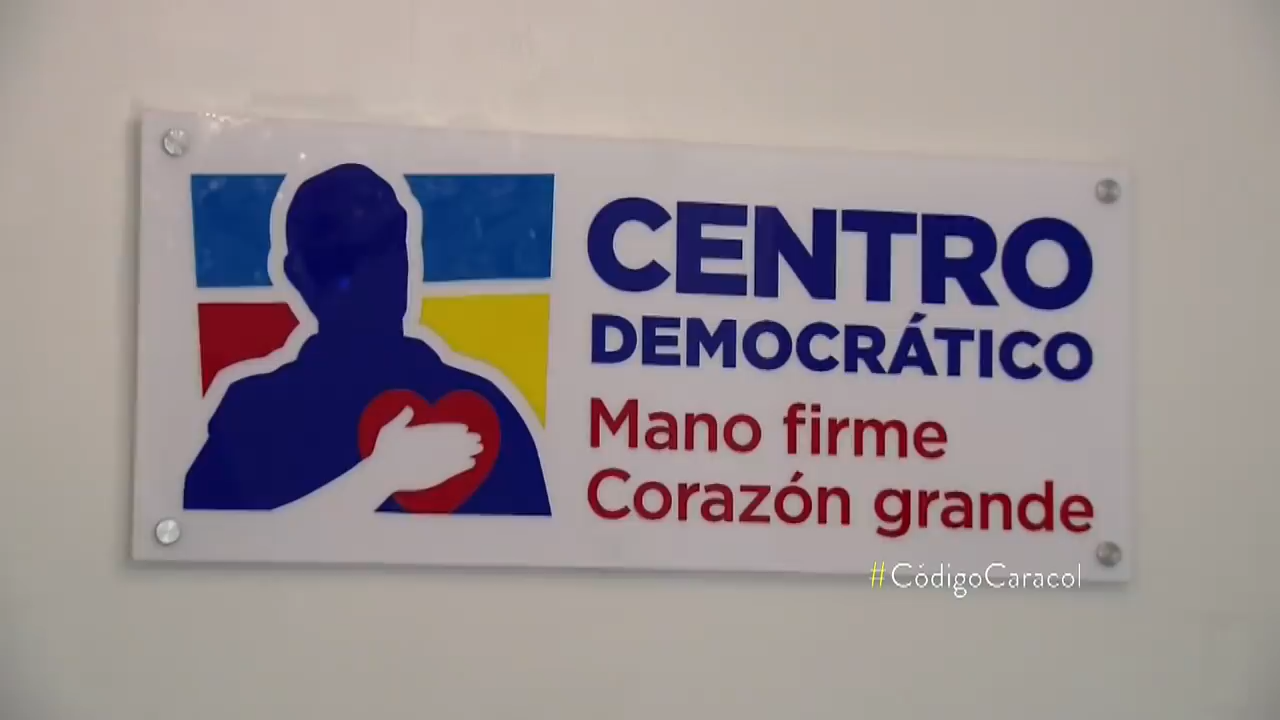 CENTRO
DEMOCRÁTICO
Mano firme
Corazón grande
#CódigoCaracol